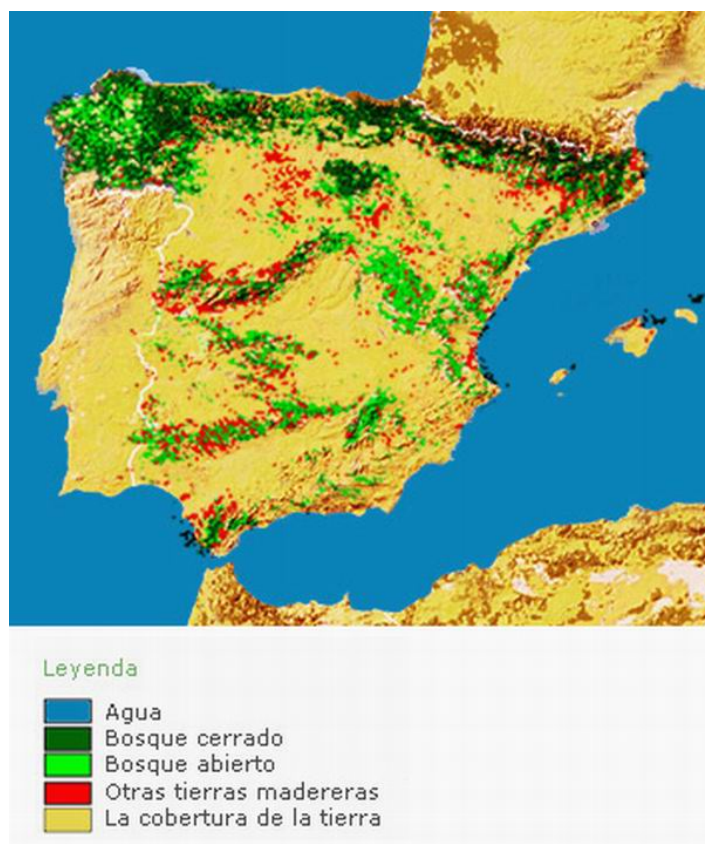 Leyenda
Agua
Bosque cerrado
Bosque abierto
Otras tierras madereras
La cobertura de la tierra